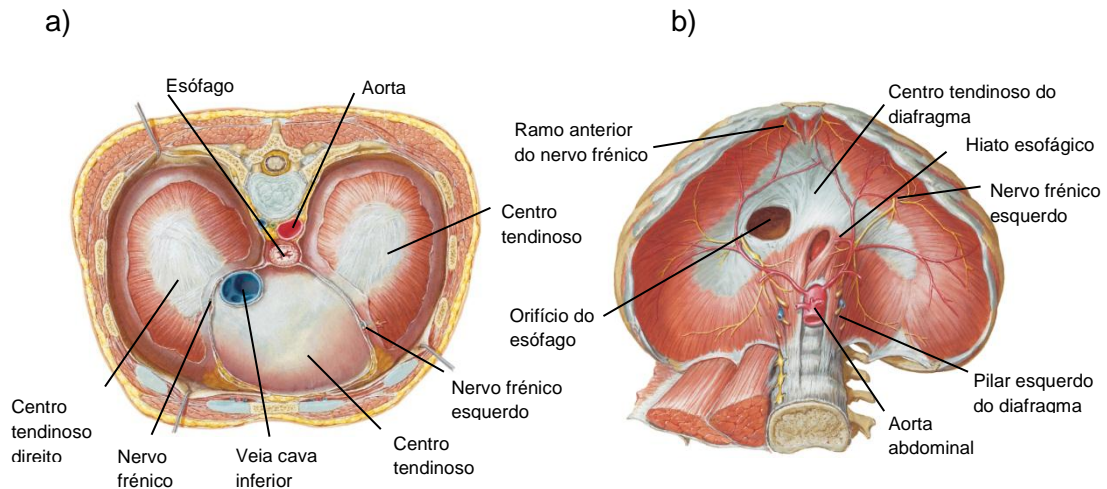 a)
b)
Esófago
Aorta
Centro
tendinoso
Nervo frénico
esquerdo
Centro
tendinoso
Veia cava
inferior
Nervo
frénico
Centro
tendinoso
direito
Ramo anterior
do nervo frénico
Centro tendinoso do
diafragma
Hiato esofágico
Nervo frénico
esquerdo
Orifício do
esófago
Pilar esquerdo
do diafragma
Aorta
abdominal